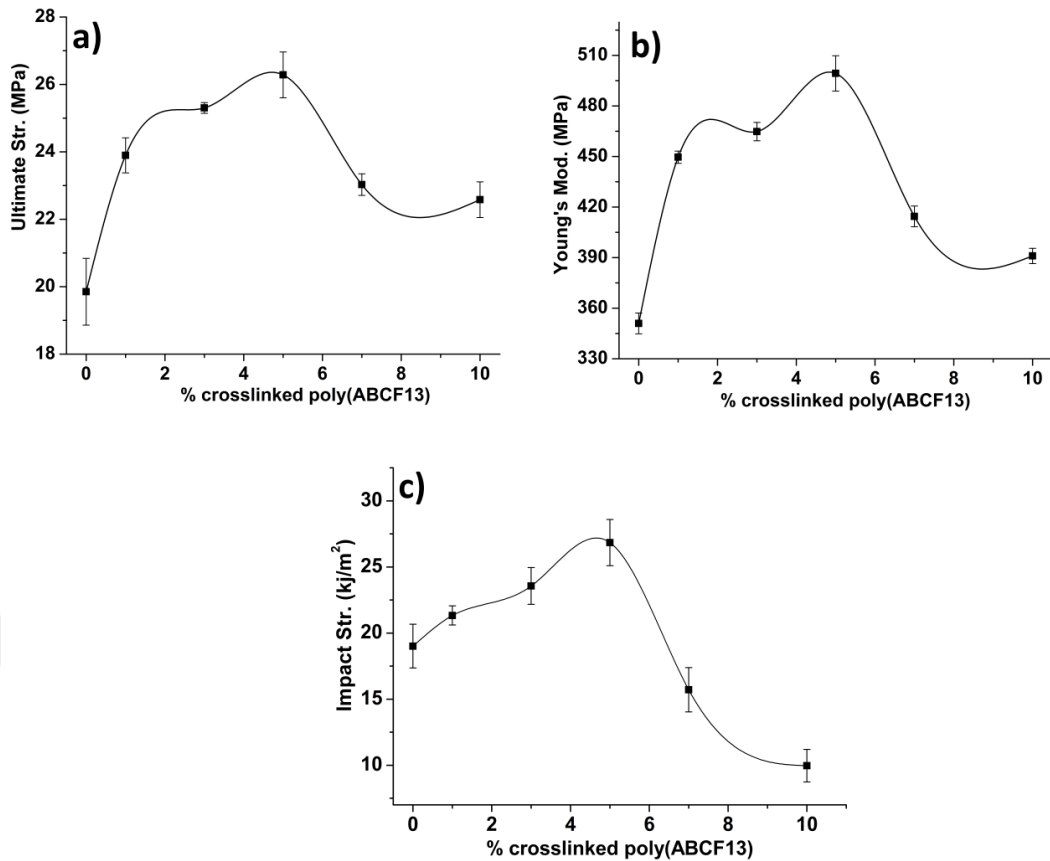 a)
Ultimate Str. (MPa)
28
26
24
22
20
18
0 2 4 6 8 10
% crosslinked poly(ABCF13)
b)
Young's Mod. (MPa)
510
480
450
420
390
360
330
0 2 4 6 8 10
% crosslinked poly(ABCF13)
c)
Impact Str. (kj/m²)
30
25
20
15
10
0 2 4 6 8 10
% crosslinked poly(ABCF13)